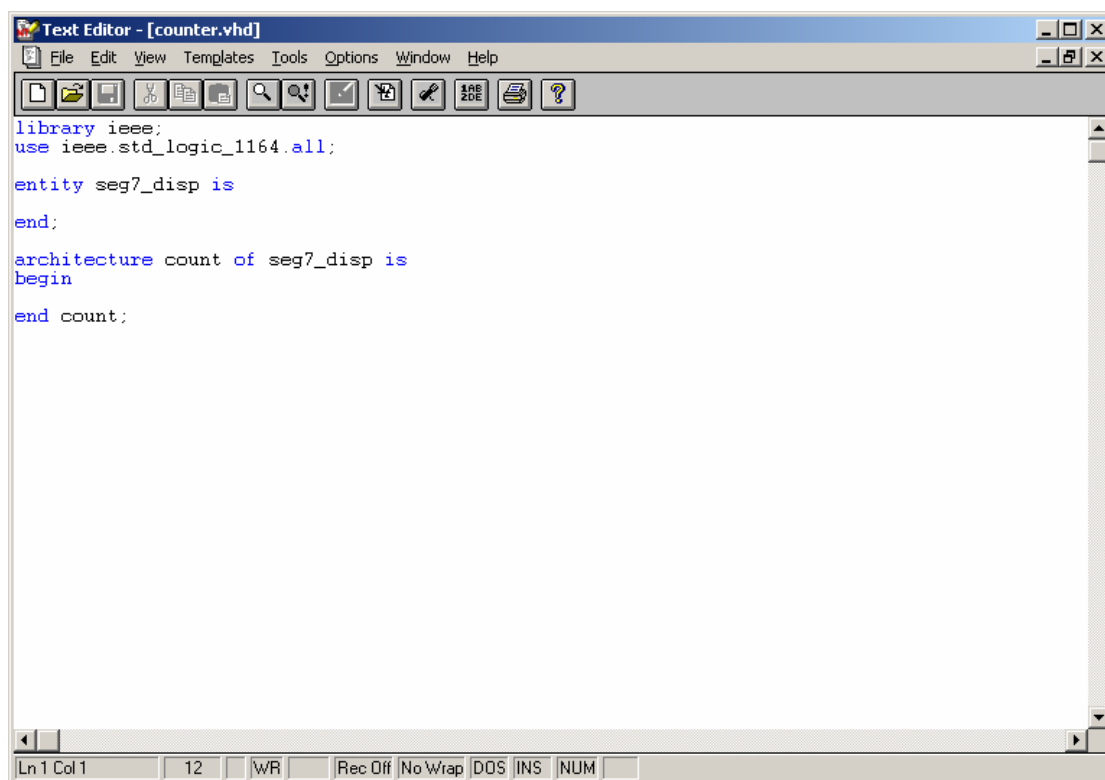 Text Editor - [counter.vhd]
File Edit View Templates Tools Options Window Help
1AB
2DE
library ieee;
use ieee.std_logic_1164.all;
entity seg7_disp is
end;
architecture count of seg7_disp is
begin
end count;
Ln 1 Col 1 12 WR Rec Off No Wrap DOS INS NUM